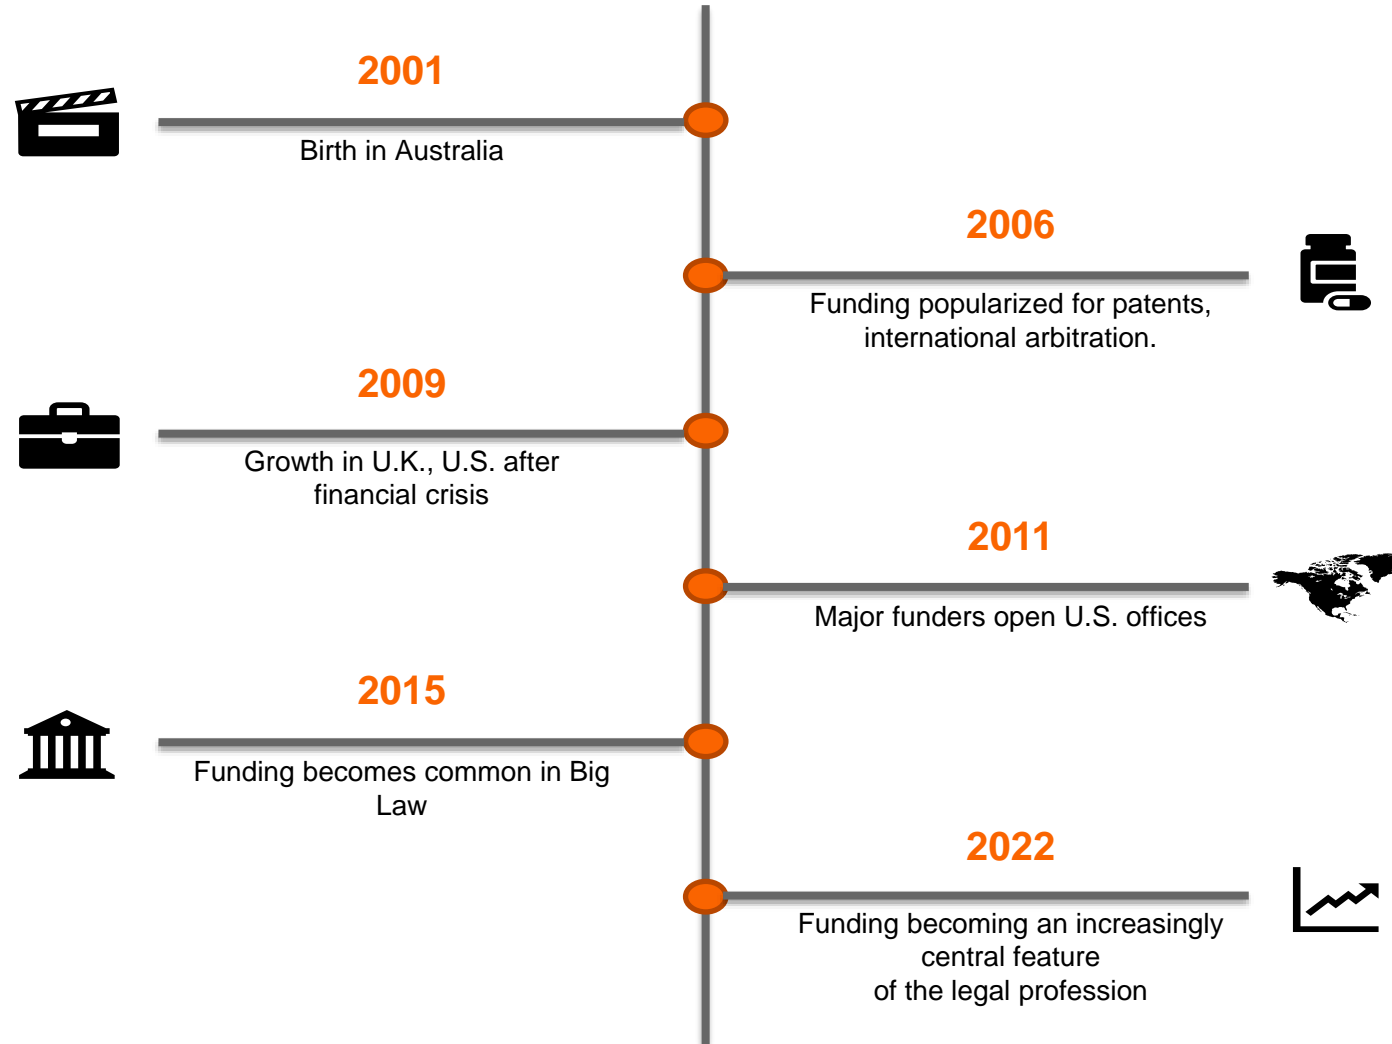 2001
Birth in Australia
2006
Funding popularized for patents,
international arbitration.
2009
Growth in U.K., U.S. after
financial crisis
2011
Major funders open U.S. offices
2015
Funding becomes common in Big
Law
2022
Funding becoming an increasingly
central feature
of the legal profession